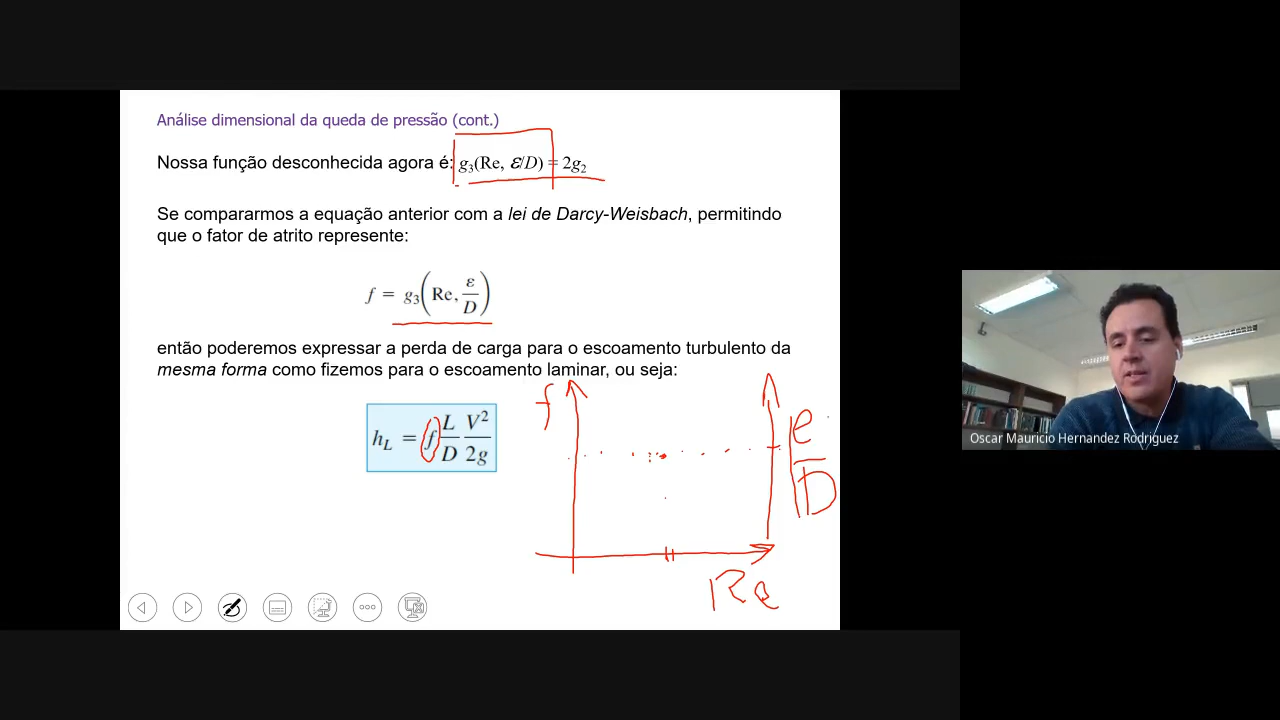 Análise dimensional da queda de pressão (cont.)
Nossa função desconhecida agora é: g₃(Re, ε/D) = 2g₂
Se compararmos a equação anterior com a lei de Darcy-Weisbach, permitindo
que o fator de atrito represente:
f = g₃(Re, ε/D)
então poderemos expressar a perda de carga para o escoamento turbulento da
mesma forma como fizemos para o escoamento laminar, ou seja:
h_L = f L/D V²/2g
f
e/D
Re
Oscar Mauricio Hernandez Rodriguez